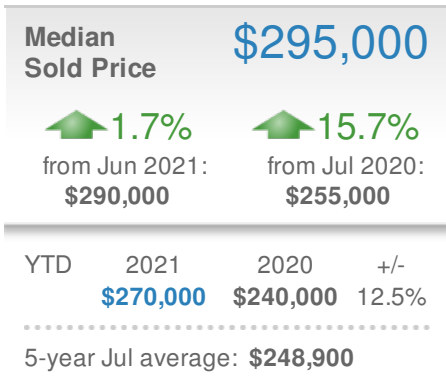 Median $295,000
Sold Price
1.7% 15.7%
from Jun 2021: from Jul 2020:
$290,000 $255,000
YTD 2021 2020 +/-
$270,000 $240,000 12.5%
5-year Jul average: $248,900